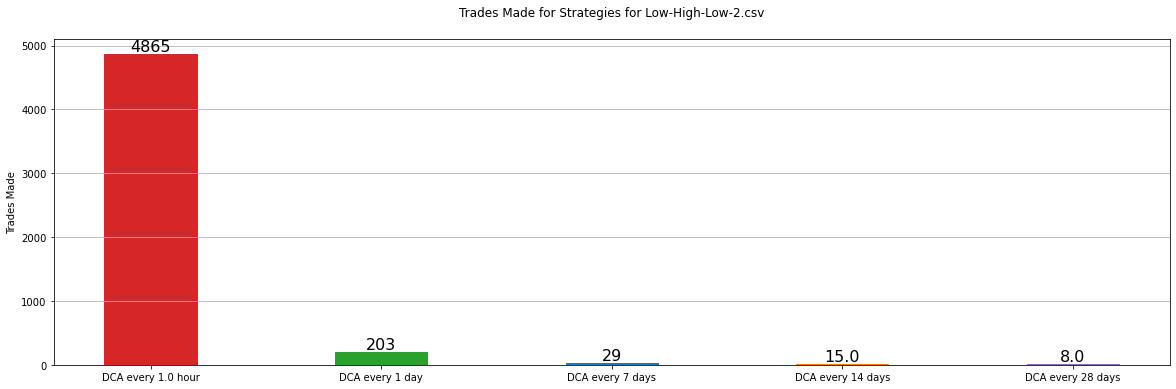 Trades Made for Strategies for Low-High-Low-2.csv
Trades Made
5000
4000
3000
2000
1000
0
4865
203
29
15.0
8.0
DCA every 1.0 hour
DCA every 1 day
DCA every 7 days
DCA every 14 days
DCA every 28 days